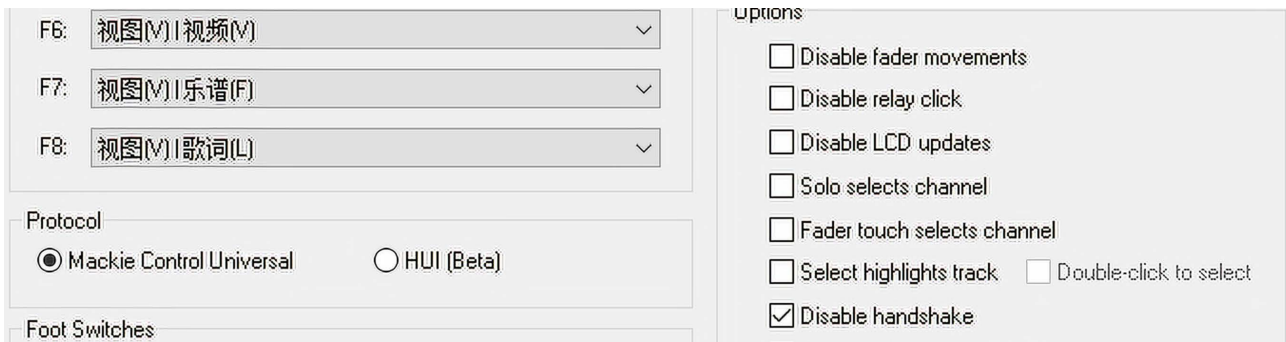 F6: 视图(V) | 视频(V)
F7: 视图(V) | 乐谱(F)
F8: 视图(V) | 歌词(L)
Protocol
Mackie Control Universal
HUI (Beta)
Foot Switches
Options
Disable fader movements
Disable relay click
Disable LCD updates
Solo selects channel
Fader touch selects channel
Select highlights track
Double-click to select
Disable handshake